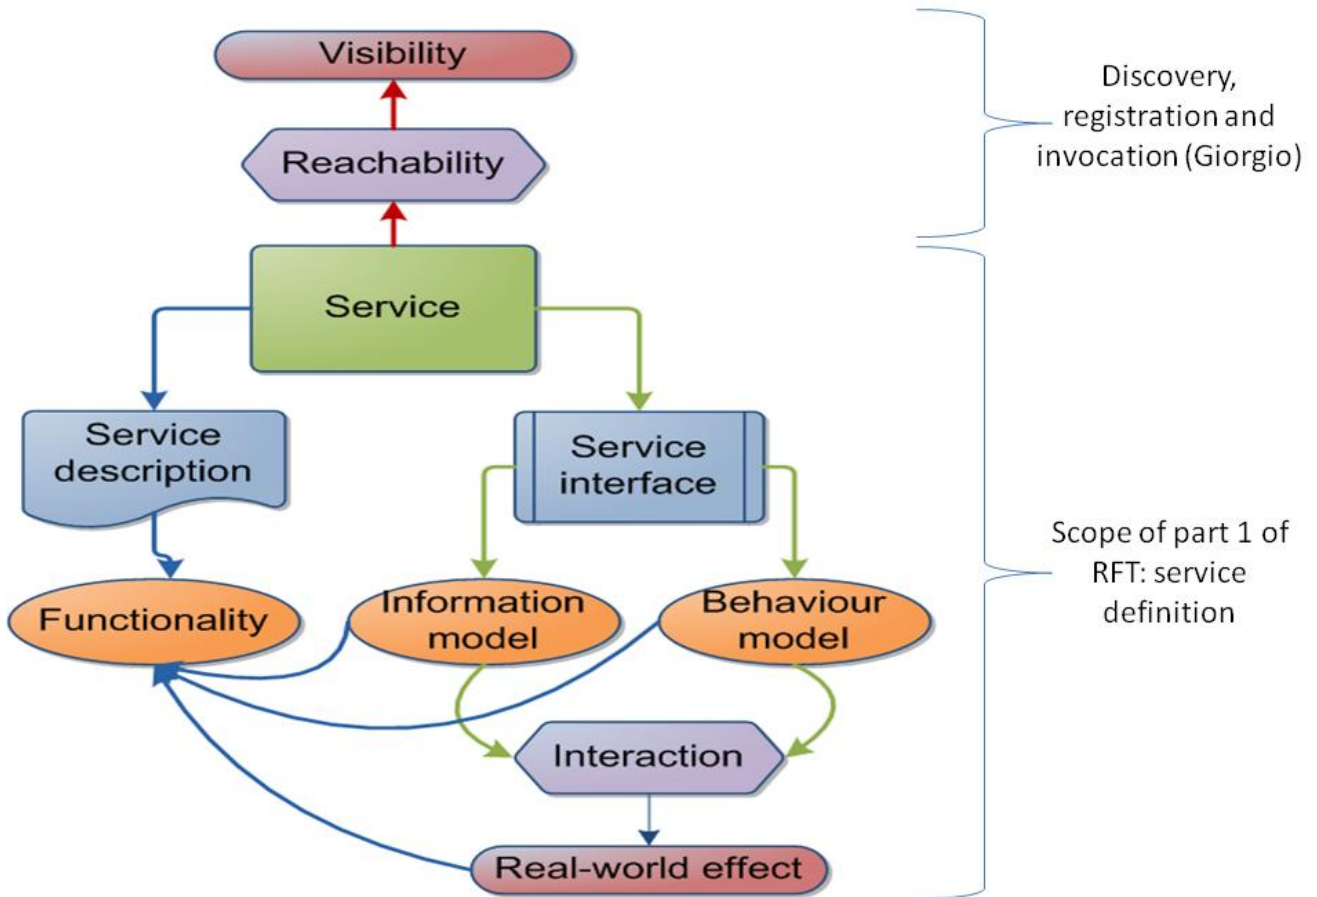 Visibility
Reachability
Service
Service
description
Service
interface
Functionality
Information
model
Behaviour
model
Interaction
Real-world effect
Discovery,
registration and
invocation (Giorgio)
Scope of part 1 of
RFT: service
definition